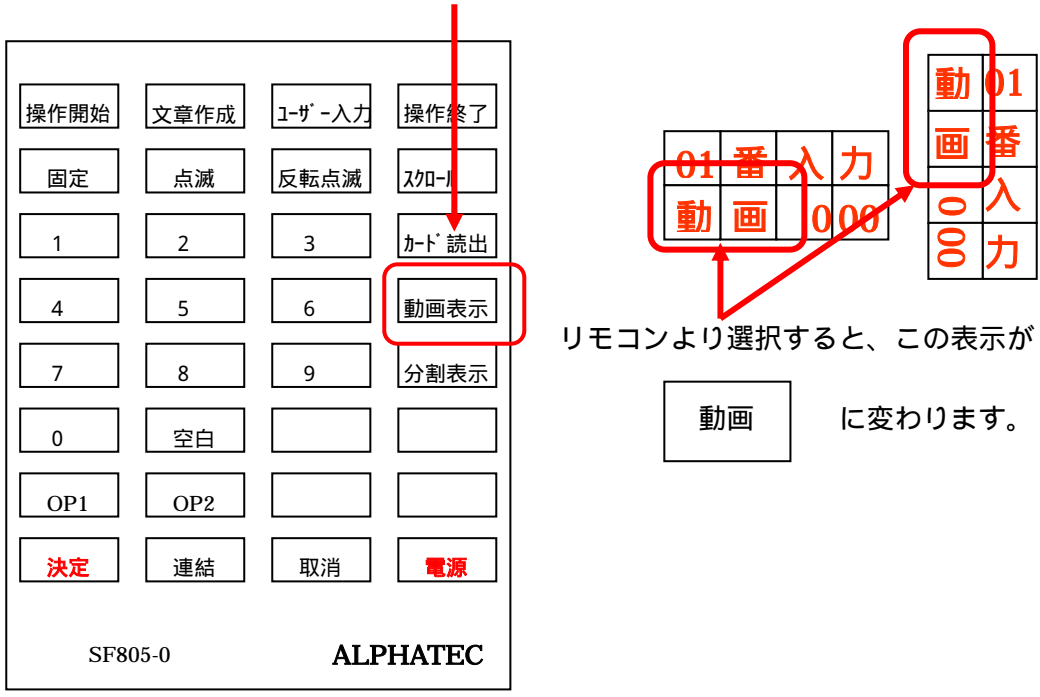 操作開始 文章作成 ﾕｰｻﾞｰ入力 操作終了
固定 点滅 反転点滅 ｽｸﾛｰﾙ
1 2 3 ｶｰﾄﾞ読出
4 5 6 動画表示
7 8 9 分割表示
0 空白
OP1 OP2
決定 連結 取消 電源
SF805-0 ALPHATEC
01番入力
動画 000
01番入力
動画000
リモコンより選択すると、この表示が
動画 に変わります。